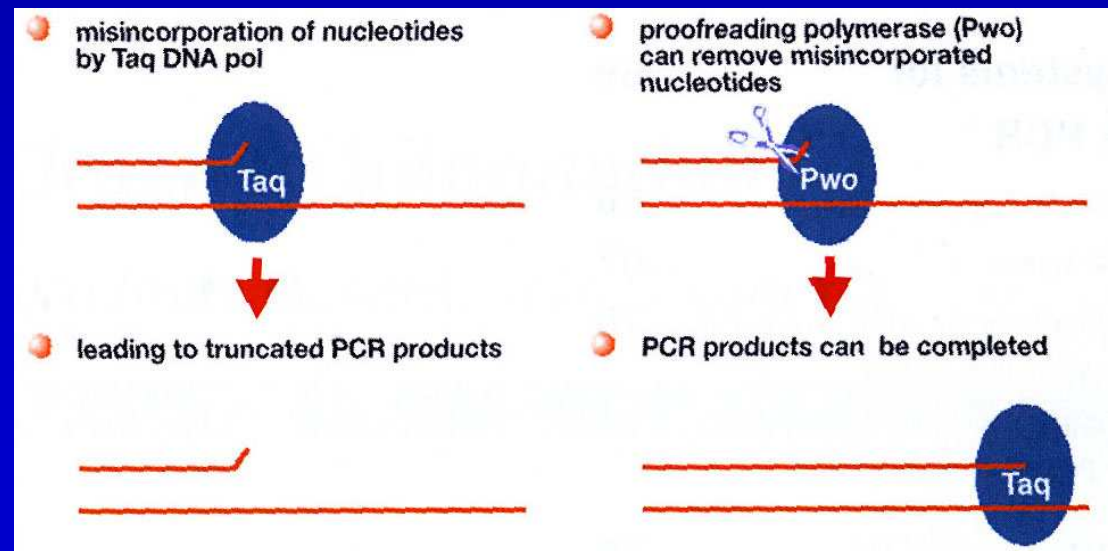 misincorporation of nucleotides
by Taq DNA pol
Taq
leading to truncated PCR products
proofreading polymerase (Pwo)
can remove misincorporated
nucleotides
Pwo
PCR products can be completed
Taq